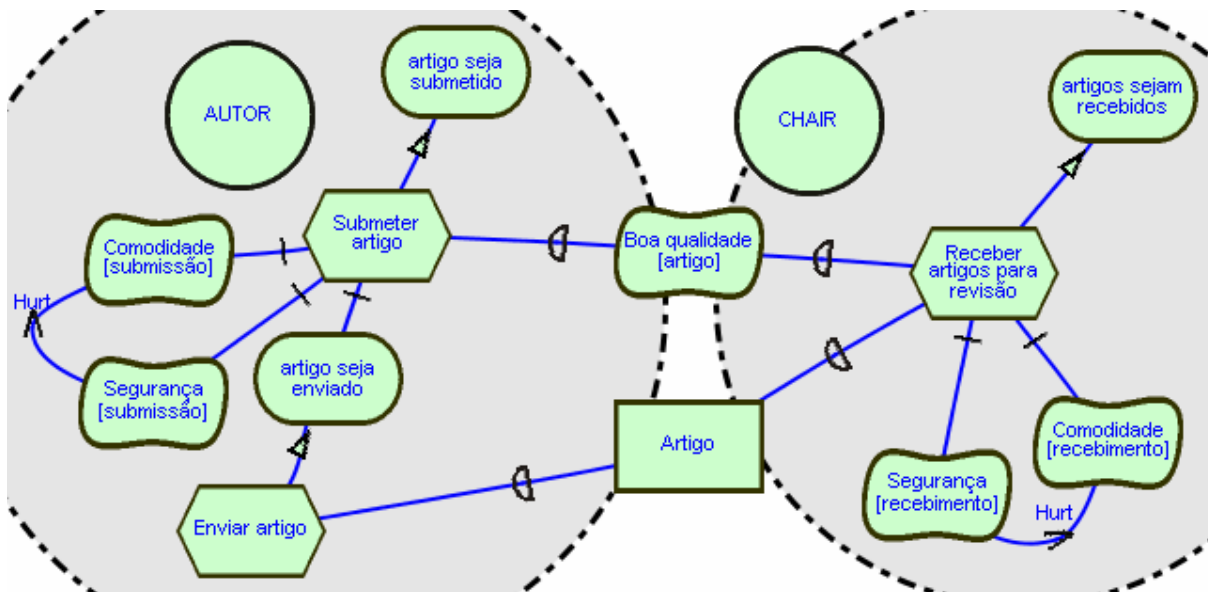 AUTOR
artigo seja
submetido
CHAIR
artigos sejam
recebidos
Submeter
artigo
Comodidade
[submissão]
Boa qualidade
[artigo]
Receber
artigos para
revisão
Hurt
Segurança
[submissão]
artigo seja
enviado
Artigo
Comodidade
[recebimento]
Segurança
[recebimento]
Hurt
Enviar artigo